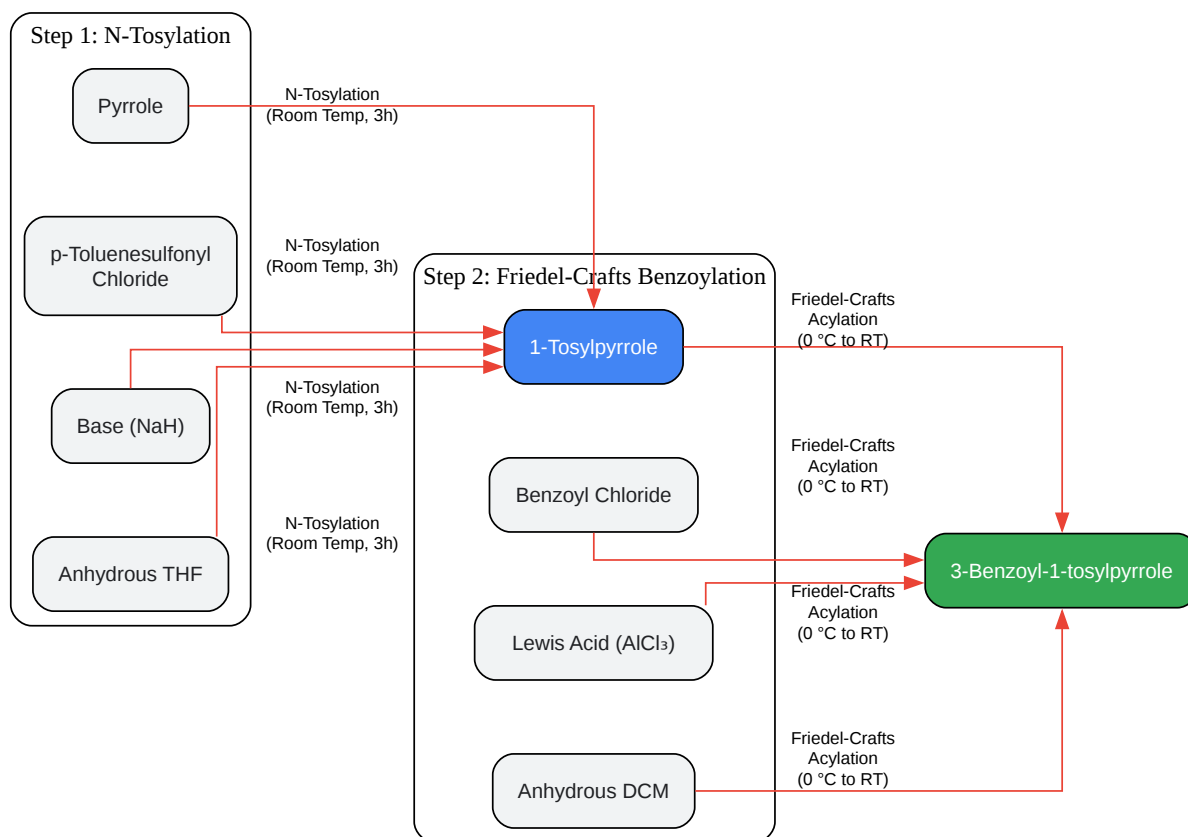 Step 1: N-Tosylation
Pyrrole
N-Tosylation
(Room Temp, 3h)
p-Toluenesulfonyl
Chloride
N-Tosylation
(Room Temp, 3h)
Base (NaH)
N-Tosylation
(Room Temp, 3h)
Anhydrous THF
N-Tosylation
(Room Temp, 3h)
Step 2: Friedel-Crafts Benzoylation
1-Tosylpyrrole
Friedel-Crafts
Acylation
(0 °C to RT)
Benzoyl Chloride
Friedel-Crafts
Acylation
(0 °C to RT)
Lewis Acid (AlCl₃)
Friedel-Crafts
Acylation
(0 °C to RT)
Anhydrous DCM
Friedel-Crafts
Acylation
(0 °C to RT)
3-Benzoyl-1-tosylpyrrole